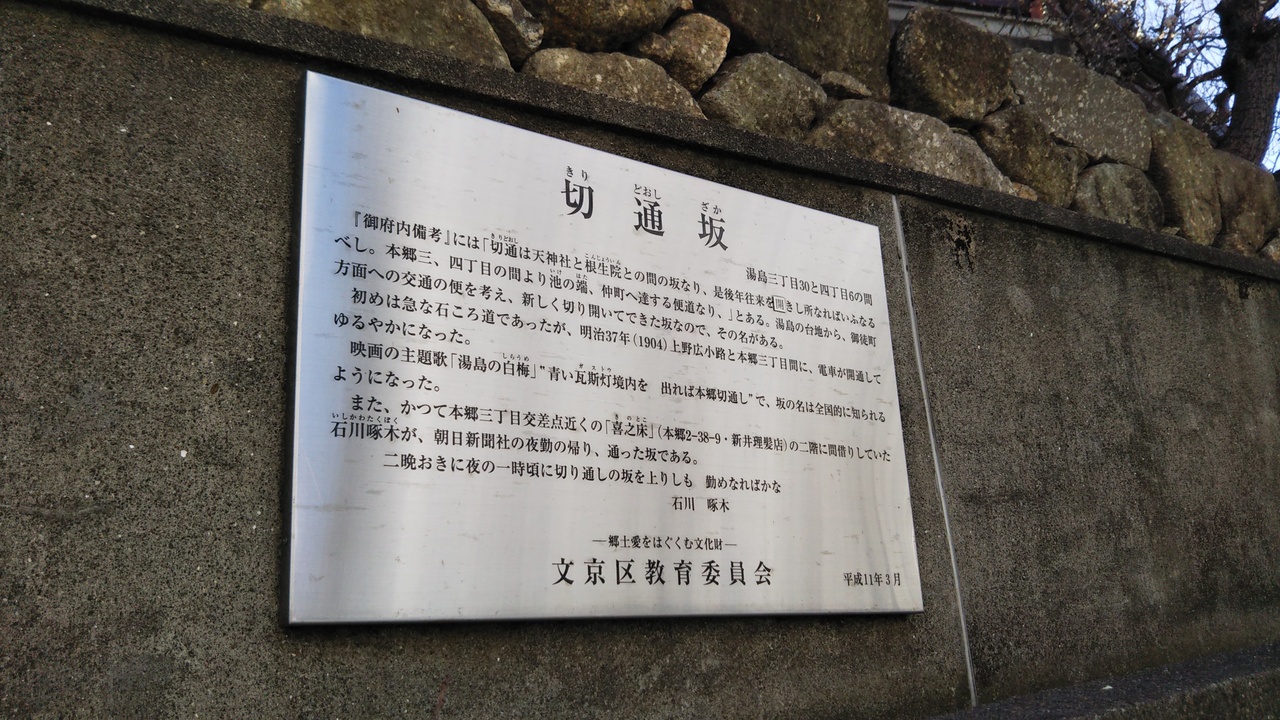 きり どおし ざか
切通坂
湯島三丁目30と四丁目6の間
『御府内備考』には「切通は天神社と根生院との間の坂なり、是後年往来を開きし所なればいふなる
べし。本郷三、四丁目の間より池の端、仲町へ達する便道なり、」とある。湯島の台地から、御徒町
方面への交通の便を考え、新しく切り開いてできた坂なので、その名がある。
初めは急な石ころ道であったが、明治37年(1904)上野広小路と本郷三丁目間に、電車が開通して
ゆるやかになった。
映画の主題歌「湯島の白梅」"青い瓦斯灯境内を 出れば本郷切通し"で、坂の名は全国的に知られる
ようになった。
また、かつて本郷三丁目交差点近くの「喜之床」(本郷2-38-9・新井理髪店)の二階に間借りしていた
石川啄木が、朝日新聞社の夜勤の帰り、通った坂である。
二晩おきに夜の一時頃に切り通しの坂を上りしも 勤めなればかな
石川 啄木
―郷土愛をはぐくむ文化財―
文京区教育委員会
平成11年3月